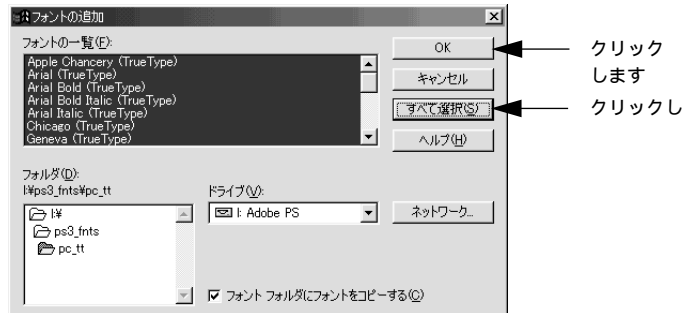 フォントの追加
フォントの一覧(F):
Apple Chancery (TrueType)
Arial (TrueType)
Arial Bold (TrueType)
Arial Bold Italic (TrueType)
Arial Italic (TrueType)
Chicago (TrueType)
Geneva (TrueType)
OK
キャンセル
すべて選択(S)
ヘルプ(H)
クリック
します
クリックし
フォルダ(D):
I:¥ps3_fnts¥pc_tt
I:¥
ps3_fnts
pc_tt
ドライブ(V):
I: Adobe PS
ネットワーク...
フォント フォルダにフォントをコピーする(C)